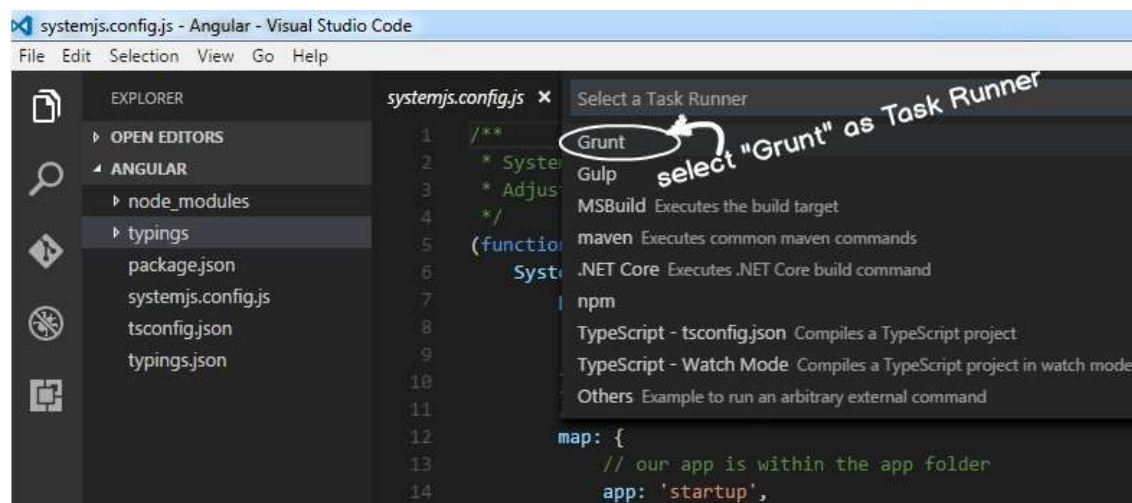 systemjs.config.js - Angular - Visual Studio Code
File Edit Selection View Go Help
EXPLORER
OPEN EDITORS
ANGULAR
node_modules
typings
package.json
systemjs.config.js
tsconfig.json
typings.json
systemjs.config.js ×
1 /**
2 * Syste
3 * Adjus
4 */
5 (functio
6 Syst
7
8
9
10
11
12 map: {
13 // our app is within the app folder
14 app: 'startup',
Select a Task Runner
Grunt
Gulp
MSBuild Executes the build target
maven Executes common maven commands
.NET Core Executes .NET Core build command
npm
TypeScript - tsconfig.json Compiles a TypeScript project
TypeScript - Watch Mode Compiles a TypeScript project in watch mode
Others Example to run an arbitrary external command
select "Grunt" as Task Runner